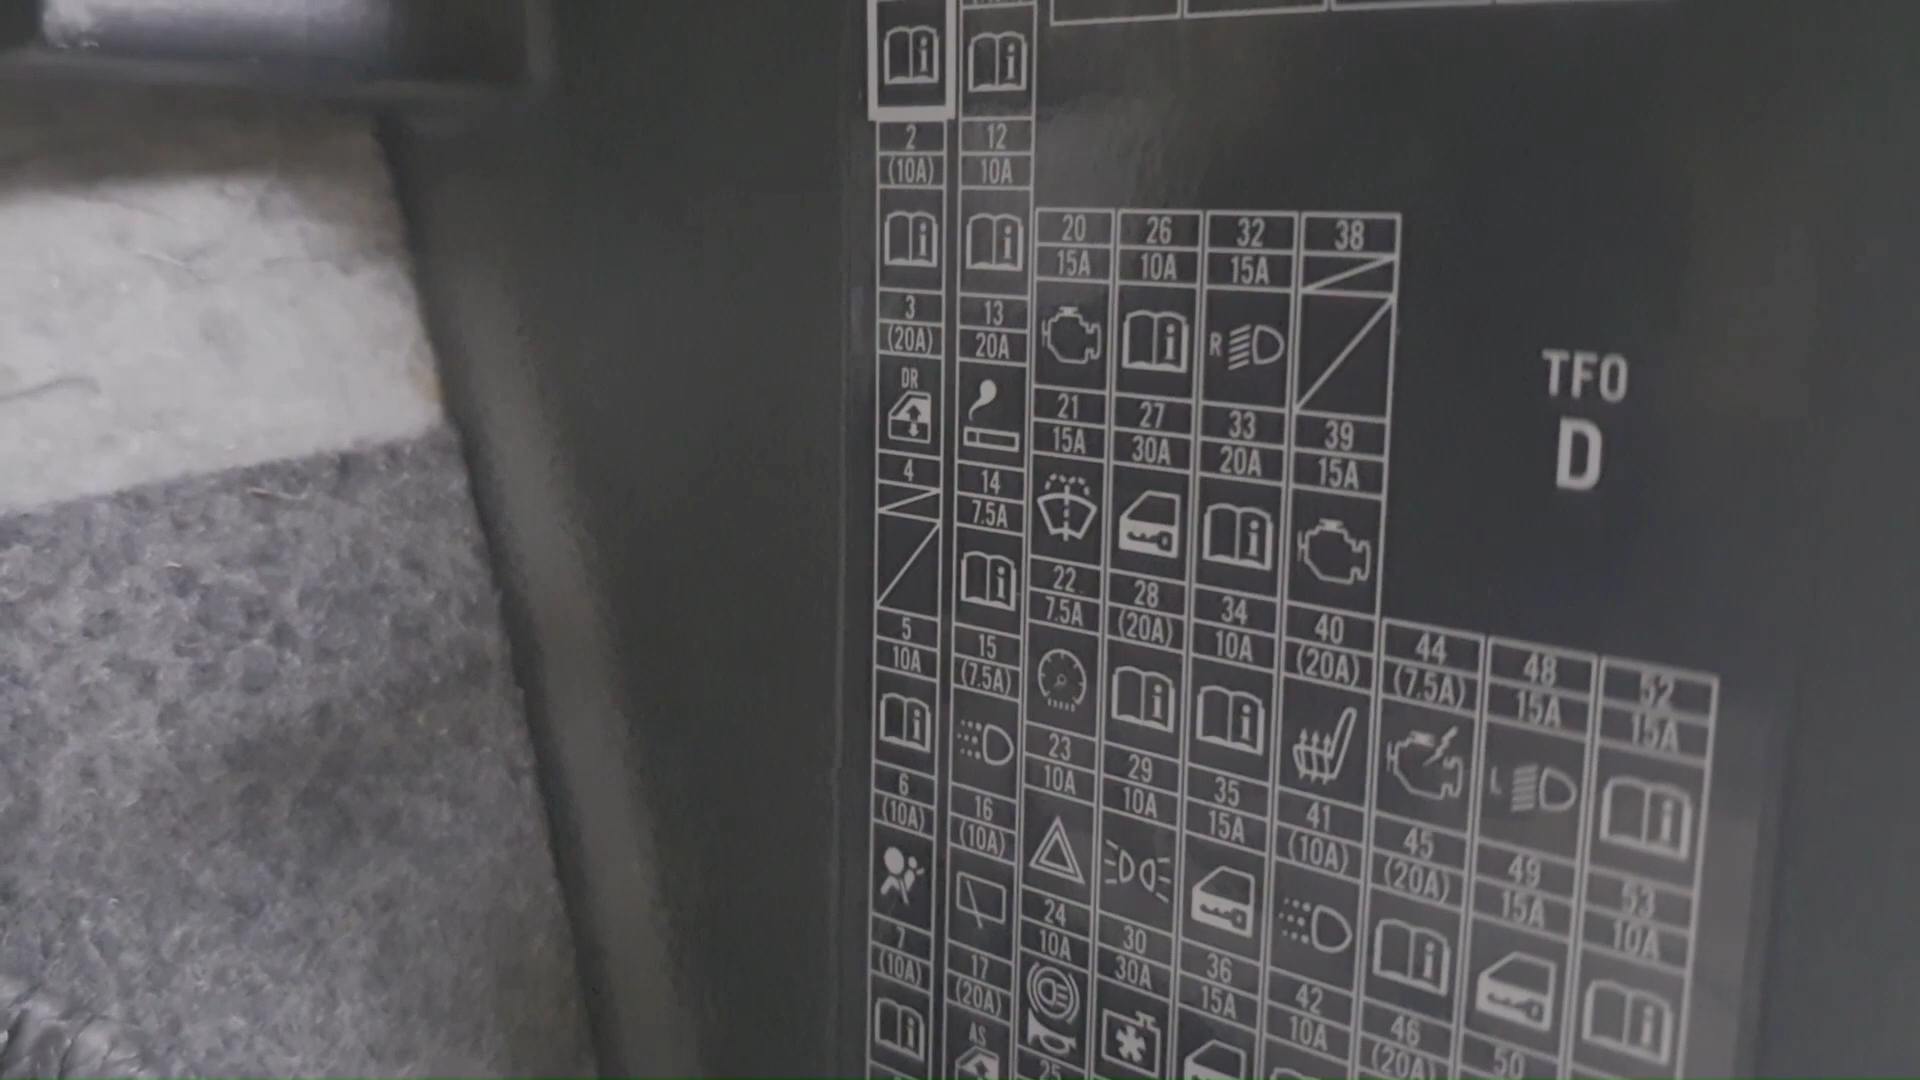 2
(10A)
3
(20A)
DR
4
5
10A
6
(10A)
7
(10A)
12
10A
13
20A
14
7.5A
15
(7.5A)
16
(10A)
17
(20A)
AS
20
15A
21
15A
22
7.5A
23
10A
24
10A
25
26
10A
27
30A
28
(20A)
29
10A
30
30A
32
15A
R
33
20A
34
10A
35
15A
36
15A
38
39
15A
40
(20A)
41
(10A)
42
10A
44
(7.5A)
45
(20A)
46
(20A)
48
15A
L
49
15A
50
52
15A
53
10A
TFO
D